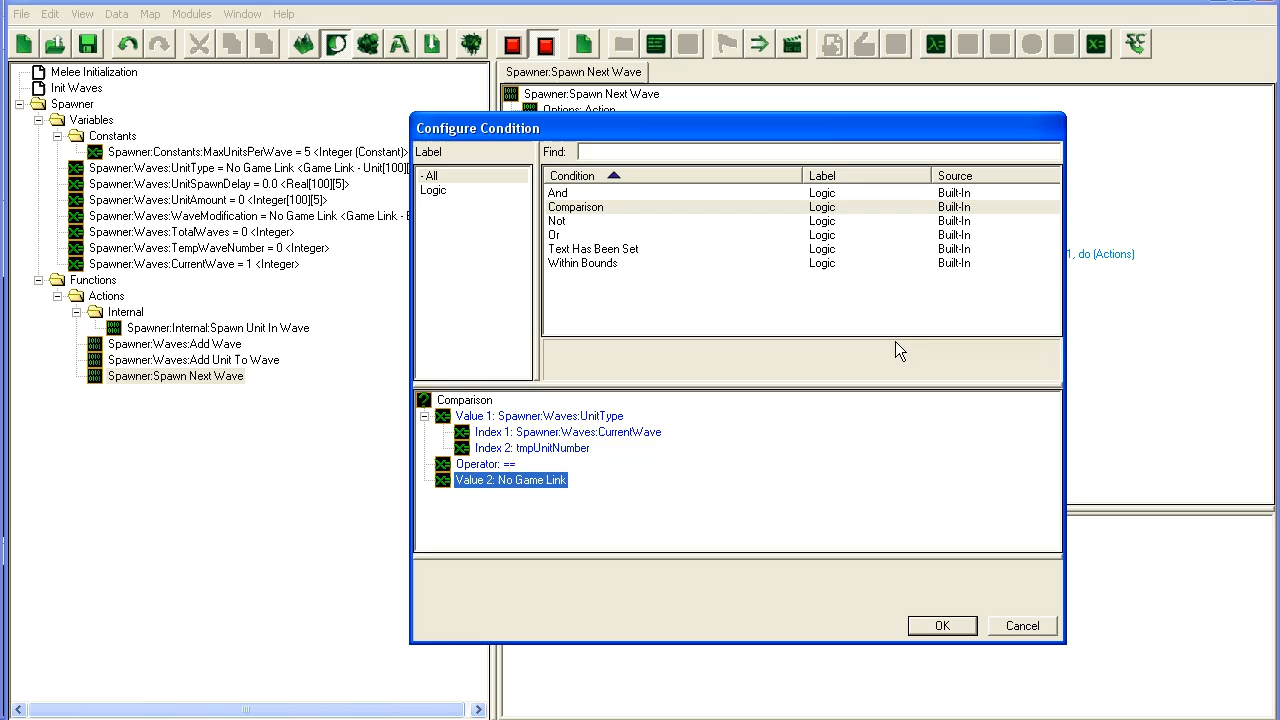 File Edit View Data Map Modules Window Help
Melee Initialization
Init Waves
Spawner
Variables
Constants
Spawner:Constants:MaxUnitsPerWave = 5 <Integer (Constant)>
Spawner:Waves:UnitType = No Game Link <Game Link - Unit[100]
Spawner:Waves:UnitSpawnDelay = 0.0 <Real[100][5]>
Spawner:Waves:UnitAmount = 0 <Integer[100][5]>
Spawner:Waves:WaveModification = No Game Link <Game Link -
Spawner:Waves:TotalWaves = 0 <Integer>
Spawner:Waves:TempWaveNumber = 0 <Integer>
Spawner:Waves:CurrentWave = 1 <Integer>
Functions
Actions
Internal
Spawner:Internal:Spawn Unit In Wave
Spawner:Waves:Add Wave
Spawner:Waves:Add Unit To Wave
Spawner:Spawn Next Wave
Spawner:Spawn Next Wave
Spawner:Spawn Next Wave
Options: Action
1, do (Actions)
Configure Condition
Label
- All
Logic
Find:
Condition Label Source
And Logic Built-In
Comparison Logic Built-In
Not Logic Built-In
Or Logic Built-In
Text Has Been Set Logic Built-In
Within Bounds Logic Built-In
Comparison
Value 1: Spawner:Waves:UnitType
Index 1: Spawner:Waves:CurrentWave
Index 2: tmpUnitNumber
Operator: ==
Value 2: No Game Link
OK Cancel